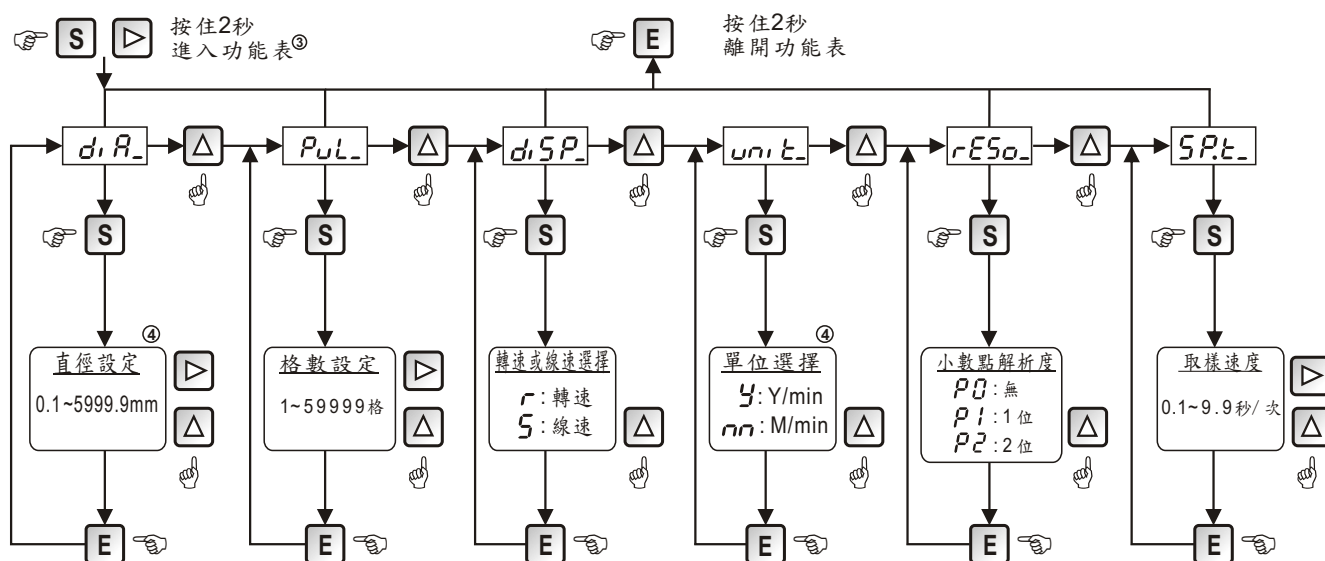 S
按住2秒
進入功能表③
E
按住2秒
離開功能表
diA_
PuL_
diSP_
unit_
rESo_
SP.t_
S
S
S
S
S
S
④
直徑設定
0.1~5999.9mm
格數設定
1~59999格
轉速或線速選擇
r:轉速
S:線速
④
單位選擇
y:Y/min
nn:M/min
小數點解析度
P0:無
P1:1位
P2:2位
取樣速度
0.1~9.9秒/次
E
E
E
E
E
E